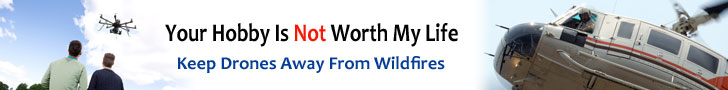 Your Hobby Is Not Worth My Life
Keep Drones Away From Wildfires